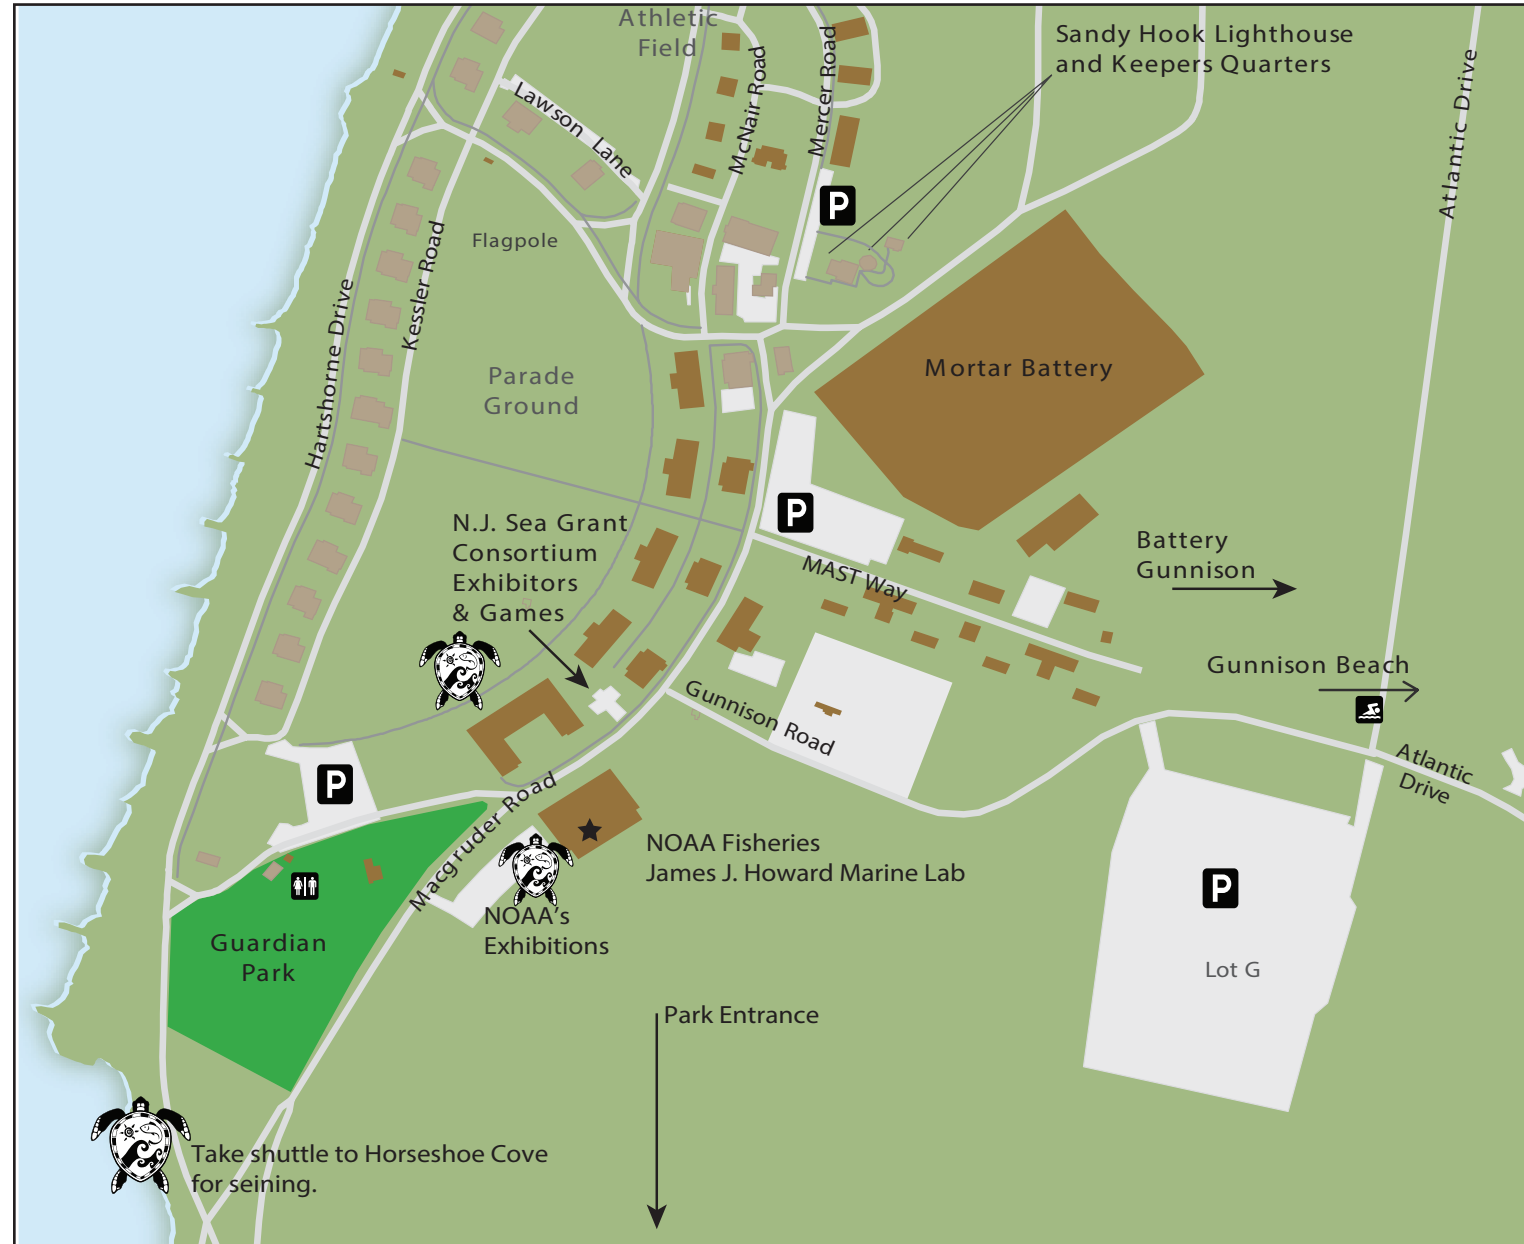 Athletic
Field
Sandy Hook Lighthouse
and Keepers Quarters
Lawson Lane
McNair Road
Mercer Road
Atlantic Drive
P
Flagpole
Kessler Road
Hartshorne Drive
Parade
Ground
Mortar Battery
N.J. Sea Grant
Consortium
Exhibitors
& Games
P
MAST Way
Battery
Gunnison
Gunnison Beach
Gunnison Road
Atlantic
Drive
P
Macgruder Road
NOAA Fisheries
James J. Howard Marine Lab
NOAA's
Exhibitions
P
Lot G
Guardian
Park
Park Entrance
Take shuttle to Horseshoe Cove
for seining.